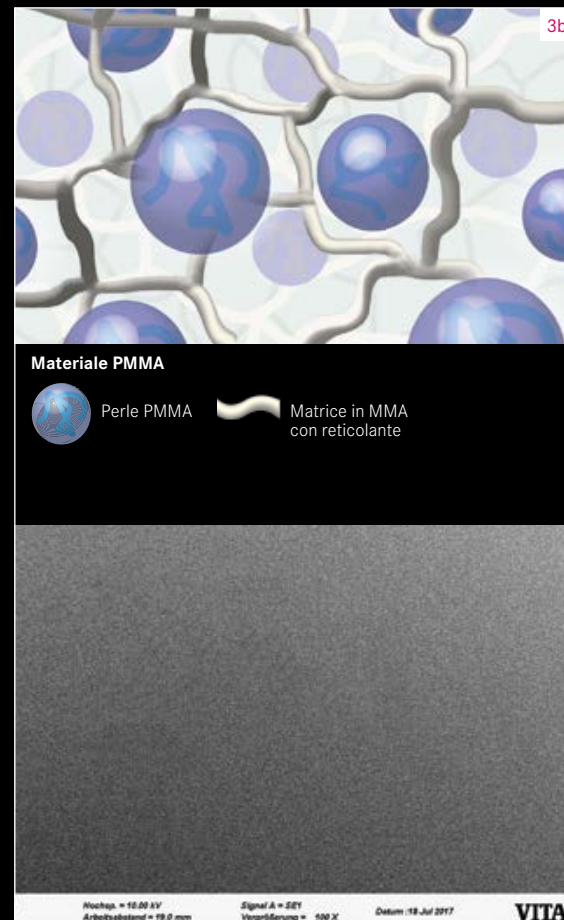 3b
Materiale PMMA
Perle PMMA
Matrice in MMA
con reticolante
Hochsp. = 10.00 kV
Signal A = SE1
Datum :18 Jul 2017
VITA
Arbeitsabstand = 19.0 mm
Vergrößerung = 100 X